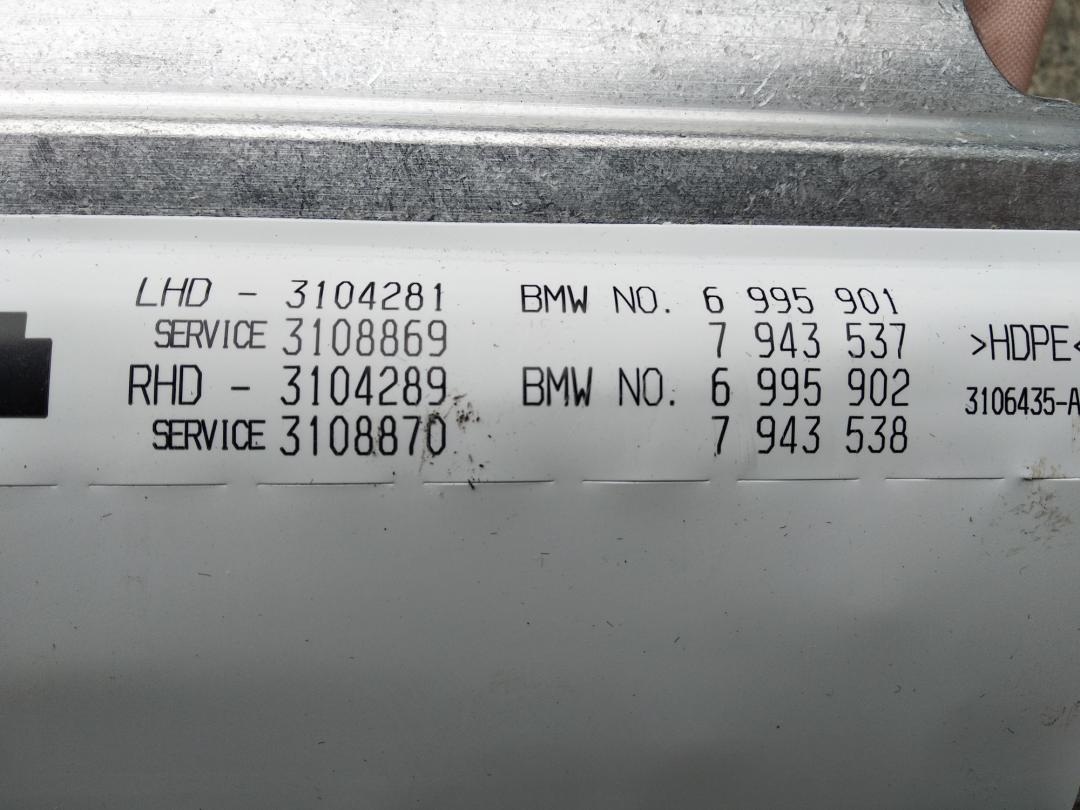 LHD - 3104281 BMW NO. 6 995 901
SERVICE 3108869 7 943 537
RHD - 3104289 BMW NO. 6 995 902
SERVICE 3108870 7 943 538
>HDPE<
3106435-A